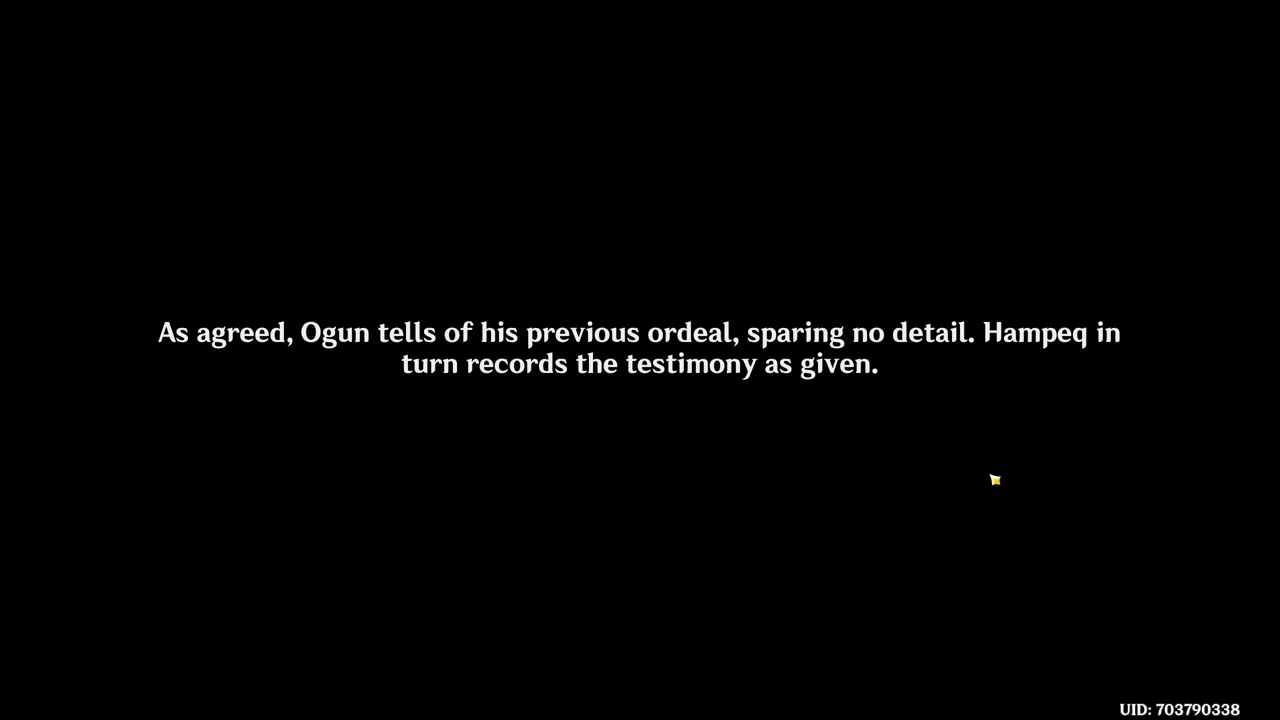 As agreed, Ogun tells of his previous ordeal, sparing no detail. Hampeq in
turn records the testimony as given.
UID: 703790338